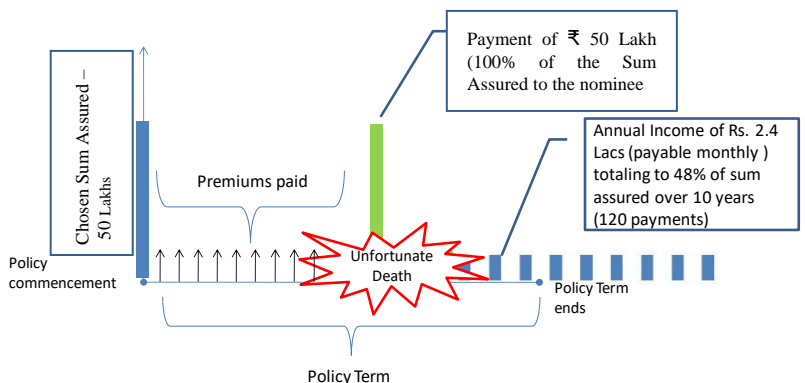 Chosen Sum Assured –
50 Lakhs
Payment of ₹ 50 Lakh
(100% of the Sum
Assured to the nominee
Annual Income of Rs. 2.4
Lacs (payable monthly )
totaling to 48% of sum
assured over 10 years
(120 payments)
Premiums paid
Unfortunate
Death
Policy
commencement
Policy Term
ends
Policy Term